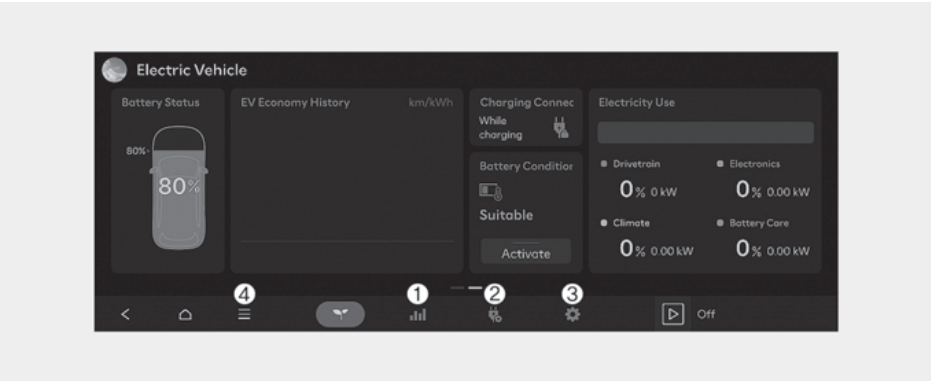 Electric Vehicle
Battery Status
80%
80%
EV Economy History km/kWh
Charging Connec
While
charging
Battery Condition
Suitable
Activate
Electricity Use
Drivetrain
0% 0 kW
Electronics
0% 0.00 kW
Climate
0% 0.00 kW
Battery Care
0% 0.00 kW
4 1 2 3
Off